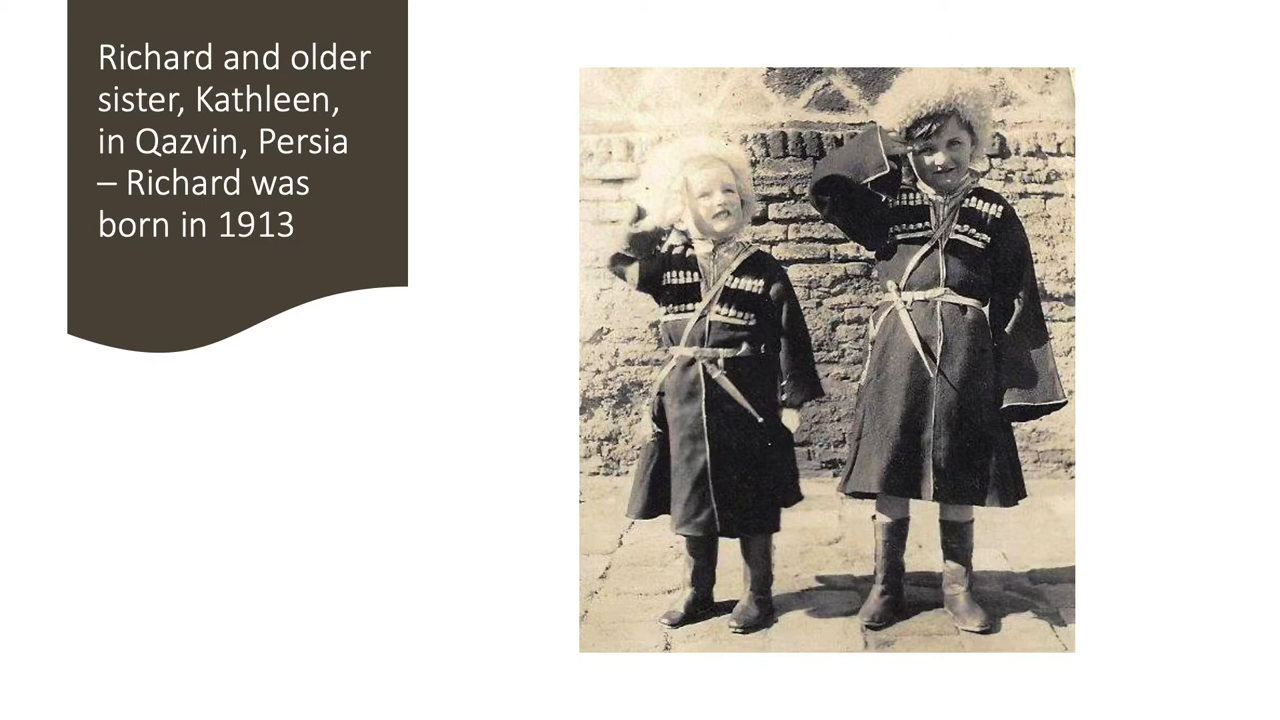 Richard and older
sister, Kathleen,
in Qazvin, Persia
– Richard was
born in 1913